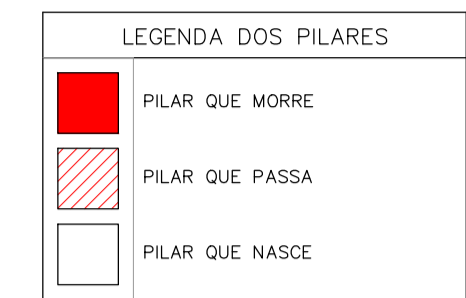 LEGENDA DOS PILARES
PILAR QUE MORRE
PILAR QUE PASSA
PILAR QUE NASCE